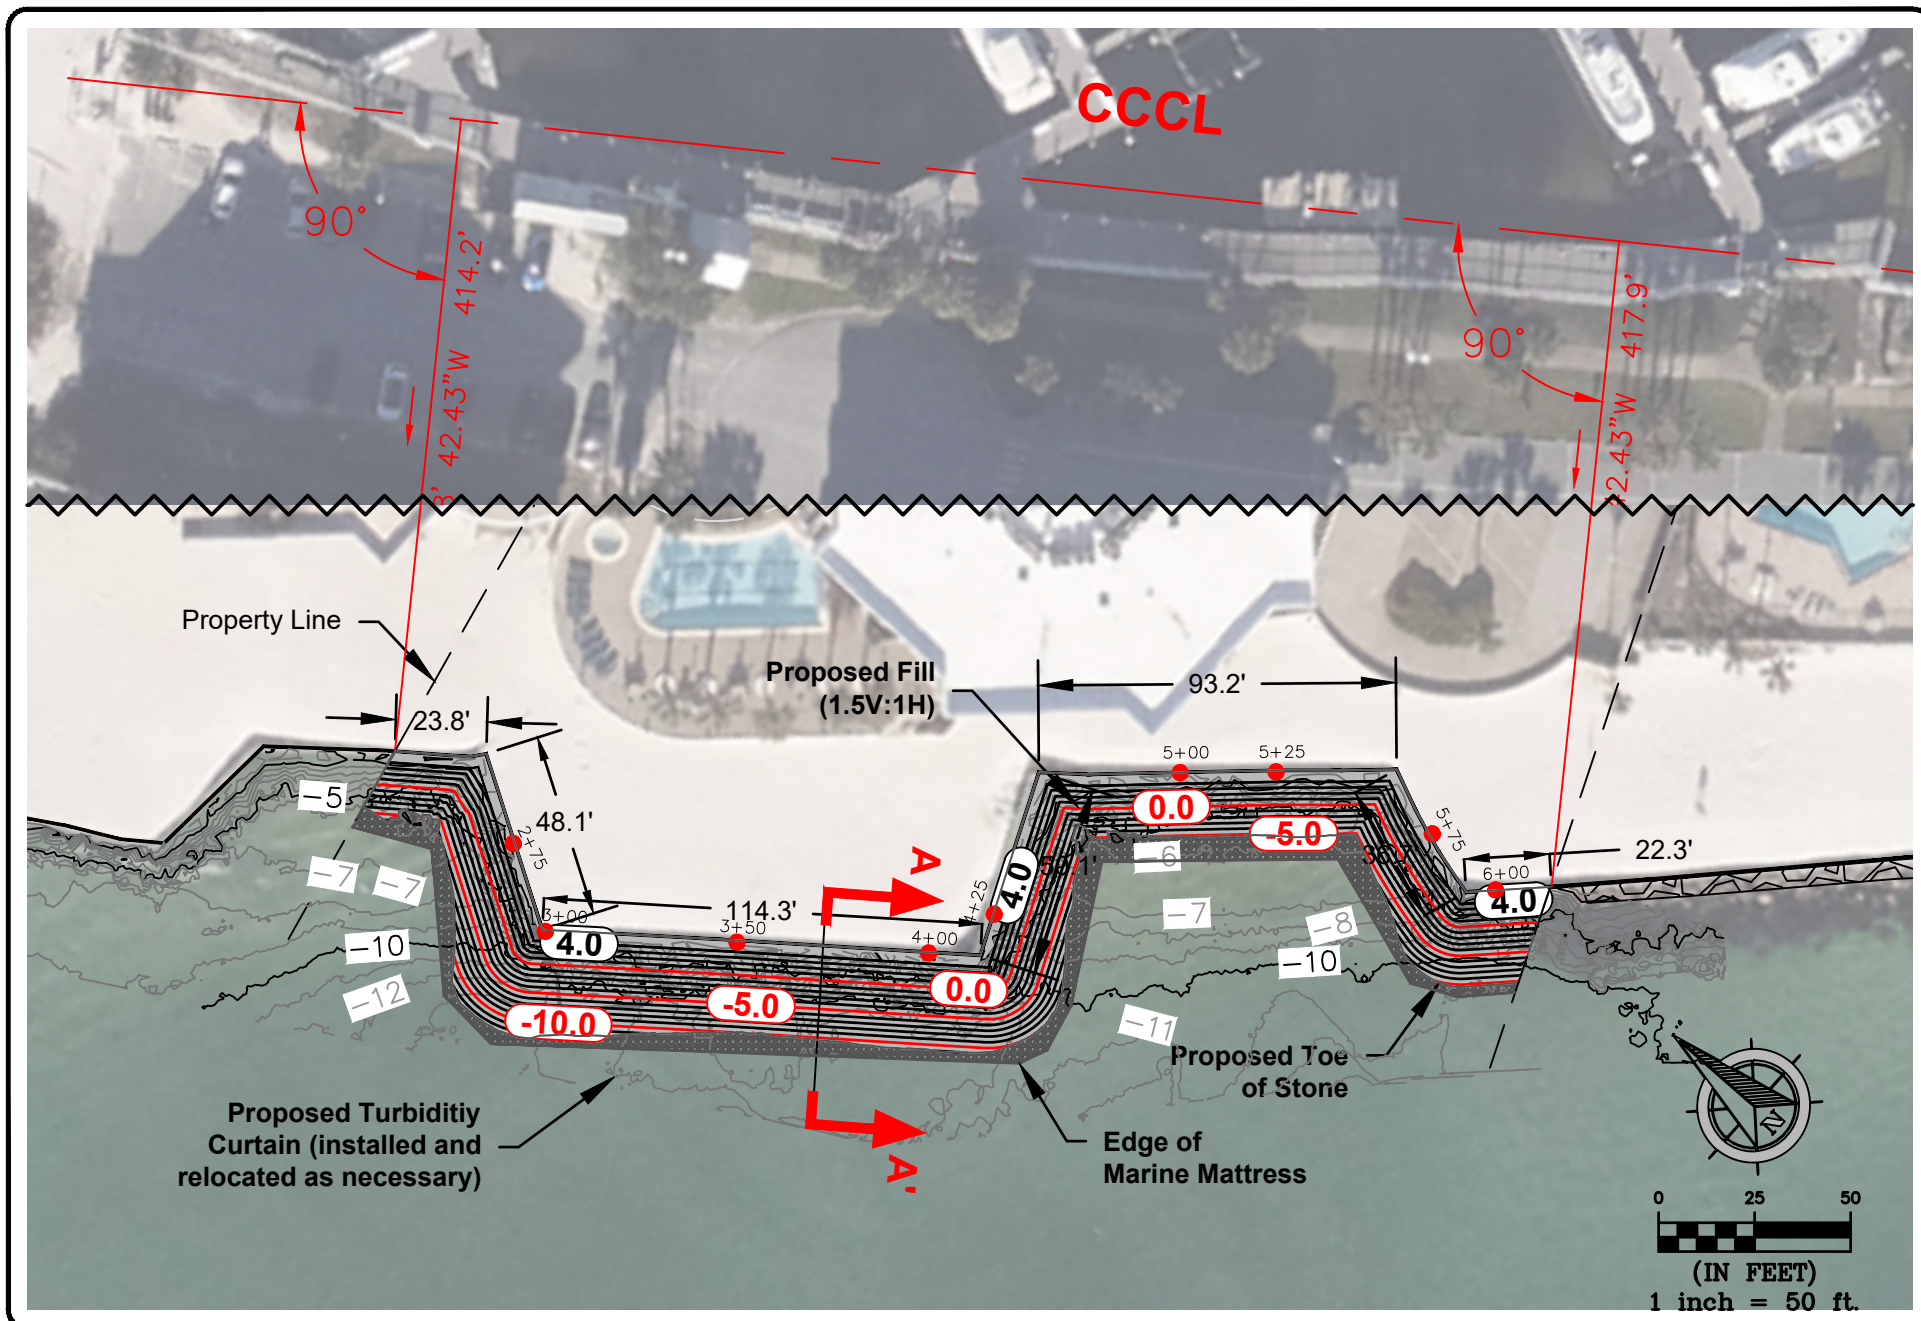 CCCL
90°
414.2'
42.43"W
90°
417.9'
42.43"W
Property Line
23.8'
Proposed Fill
(1.5V:1H)
93.2'
5+00
5+25
-5
48.1'
2+75
0.0
-5.0
5+75
-6
22.3'
-7
-7
A
4.0
6+00
4.0
114.3'
3+00
4.0
3+50
4+00
4+25
-7
-8
-10
-10
-12
-10.0
-5.0
0.0
-11
Proposed Toe
of Stone
Proposed Turbiditiy
Curtain (installed and
relocated as necessary)
A'
Edge of
Marine Mattress
N
0 25 50
(IN FEET)
1 inch = 50 ft.